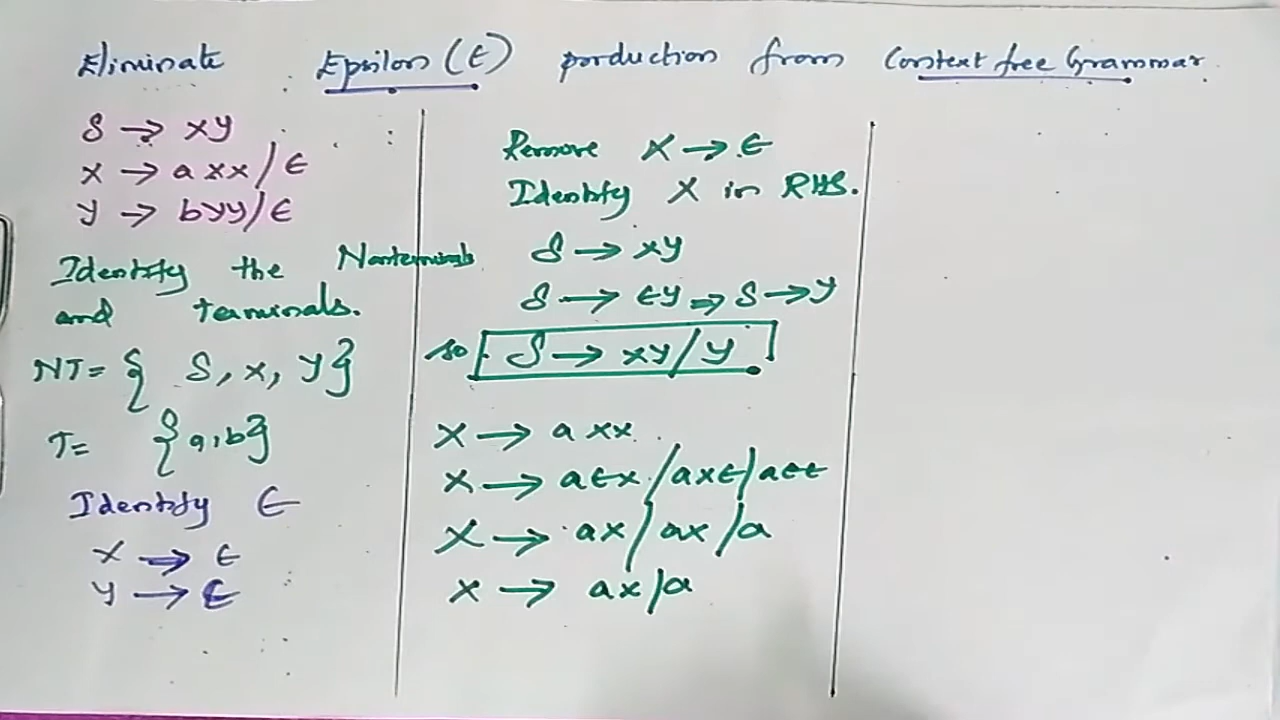 Eliminate Epsilon (ϵ) porduction from Context free Grammar.
S → XY
X → aXX/ϵ
Y → bYY/ϵ
Identify the Nonterminals
and terminals.
NT = { S, X, Y}
T = {a,b}
Identify ϵ
X → ϵ
Y → ϵ
Remove X → ϵ
Identify X in RHS.
S → XY
S → ϵY ⇒ S → Y
so S → XY/Y
X → aXX
X → aϵX/aXϵ/aϵϵ
X → aX/aX/a
X → aX/a